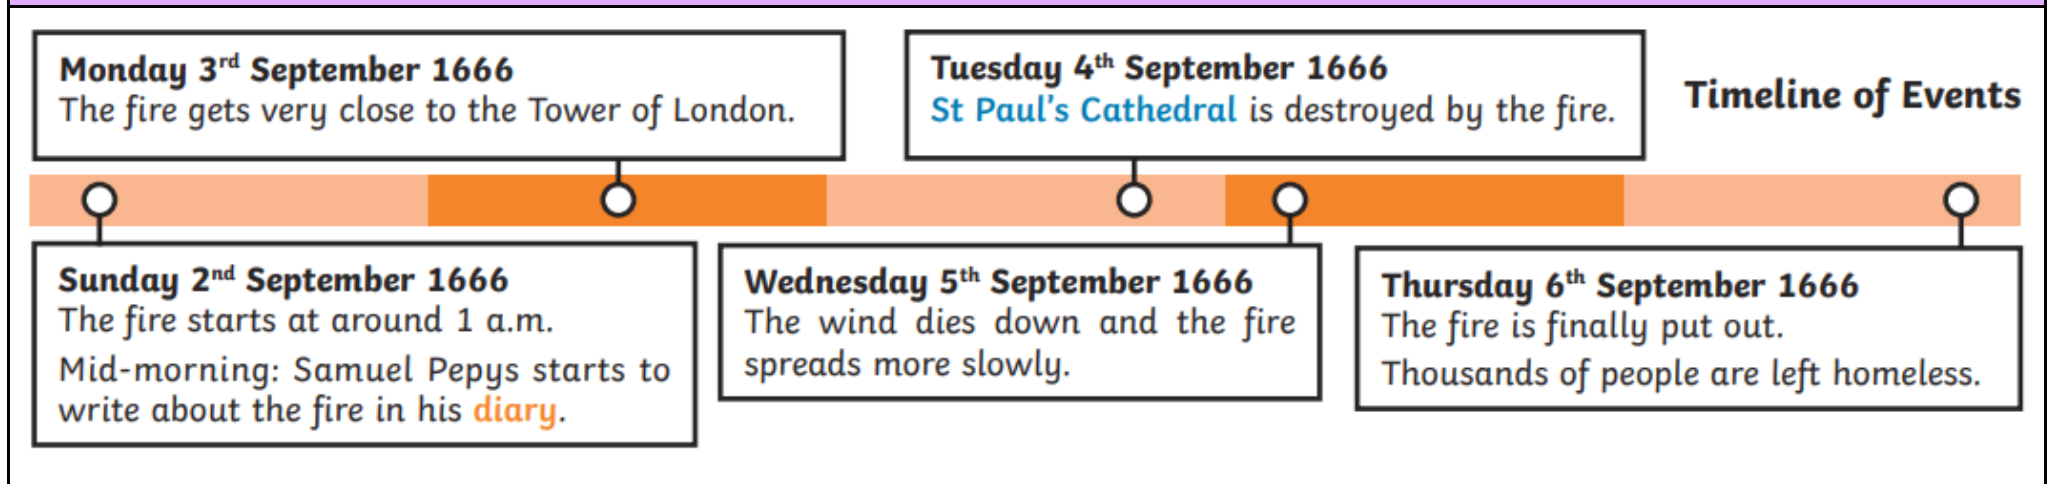 Timeline of Events
Monday 3rd September 1666
The fire gets very close to the Tower of London.
Tuesday 4th September 1666
St Paul's Cathedral is destroyed by the fire.
Sunday 2nd September 1666
The fire starts at around 1 a.m.
Mid-morning: Samuel Pepys starts to
write about the fire in his diary.
Wednesday 5th September 1666
The wind dies down and the fire
spreads more slowly.
Thursday 6th September 1666
The fire is finally put out.
Thousands of people are left homeless.